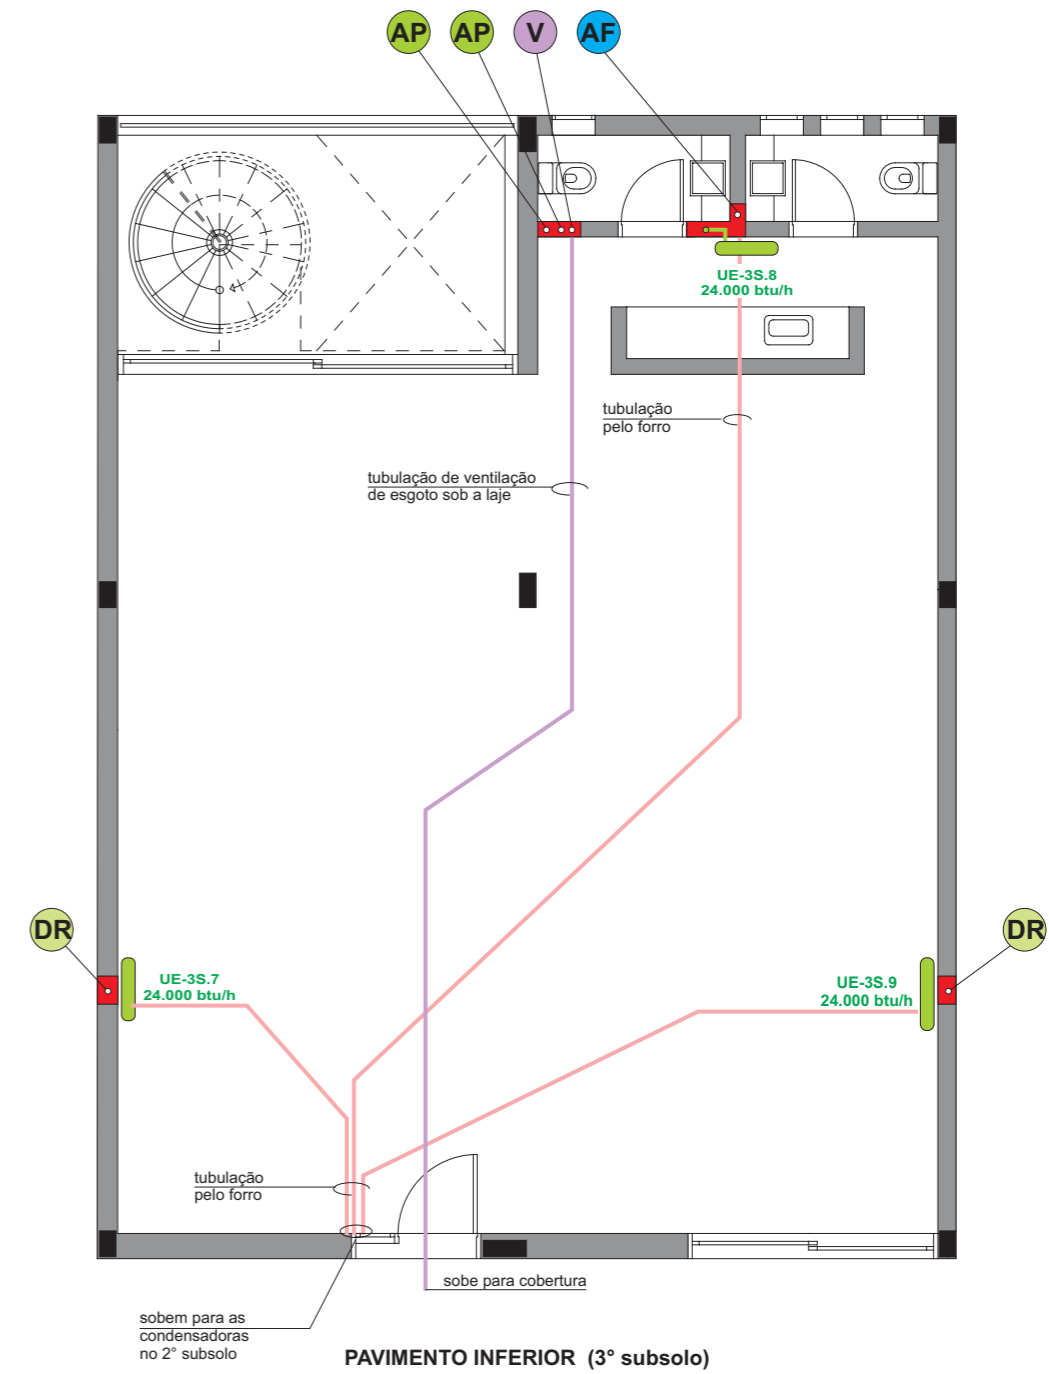 AP
AP
V
AF
UE-3S.8
24.000 btu/h
tubulação
pelo forro
tubulação de ventilação
de esgoto sob a laje
DR
DR
UE-3S.7
24.000 btu/h
UE-3S.9
24.000 btu/h
tubulação
pelo forro
sobe para cobertura
sobem para as
condensadoras
no 2° subsolo
PAVIMENTO INFERIOR (3° subsolo)